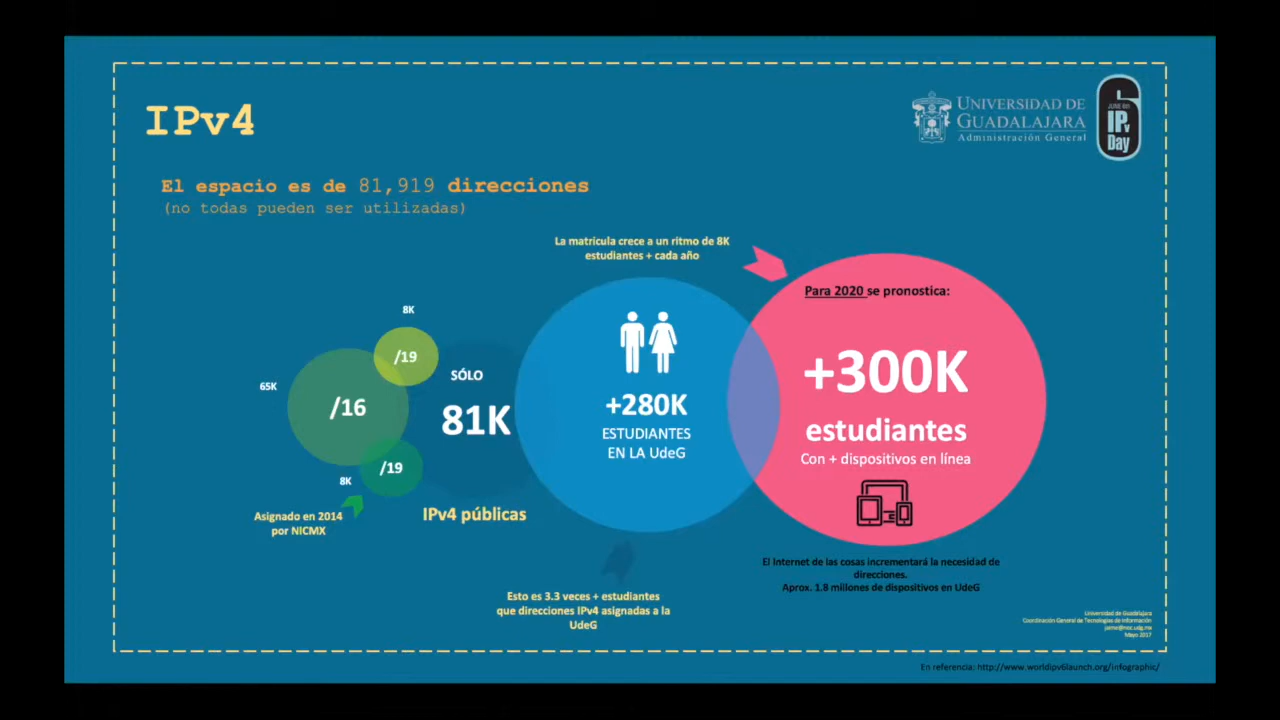 IPv4
UNIVERSIDAD DE
GUADALAJARA
Administración General
JUNE 6th
IPv
Day
El espacio es de 81,919 direcciones
(no todas pueden ser utilizadas)
La matrícula crece a un ritmo de 8K
estudiantes + cada año
Para 2020 se pronostica:
8K
/19
65K
/16
SÓLO
81K
/19
8K
Asignado en 2014
por NICMX
IPv4 públicas
+280K
ESTUDIANTES
EN LA UdeG
+300K
estudiantes
Con + dispositivos en línea
El Internet de las cosas incrementará la necesidad de
direcciones.
Aprox. 1.8 millones de dispositivos en UdeG
Esto es 3.3 veces + estudiantes
que direcciones IPv4 asignadas a la
UdeG
Universidad de Guadalajara
Coordinación General de Tecnologías de Información
Mayo 2017
En referencia: http://www.worldipv6launch.org/infographic/